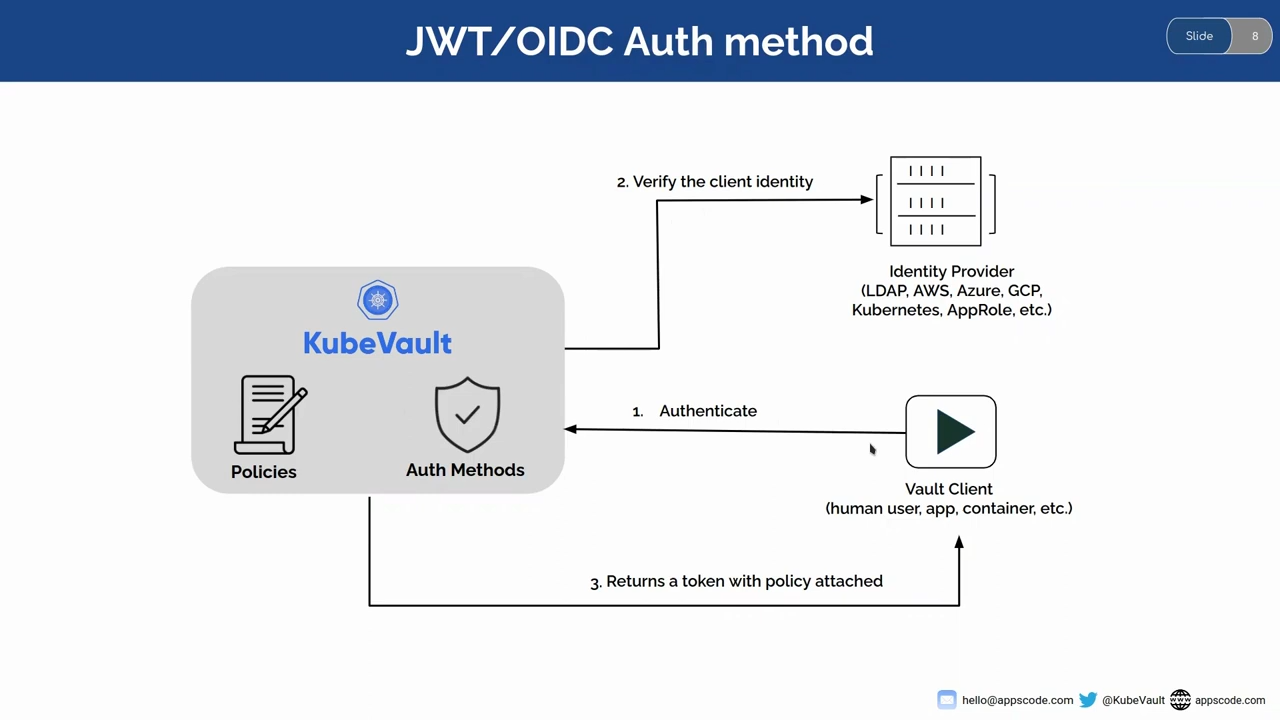 JWT/OIDC Auth method
Slide 8
2. Verify the client identity
Identity Provider
(LDAP, AWS, Azure, GCP,
Kubernetes, AppRole, etc.)
KubeVault
Policies
Auth Methods
1. Authenticate
Vault Client
(human user, app, container, etc.)
3. Returns a token with policy attached
hello@appscode.com @KubeVault www appscode.com